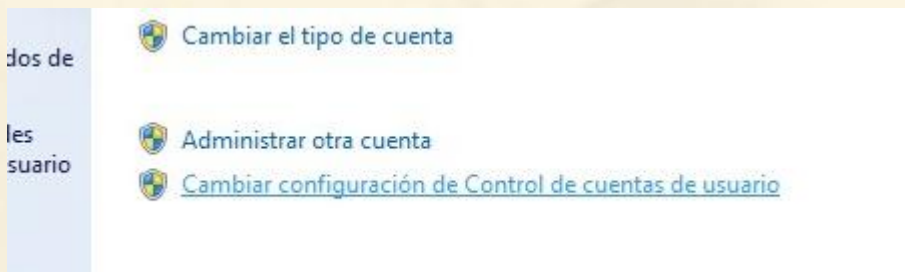 Cambiar el tipo de cuenta
dos de
Administrar otra cuenta
les
suario
Cambiar configuración de Control de cuentas de usuario